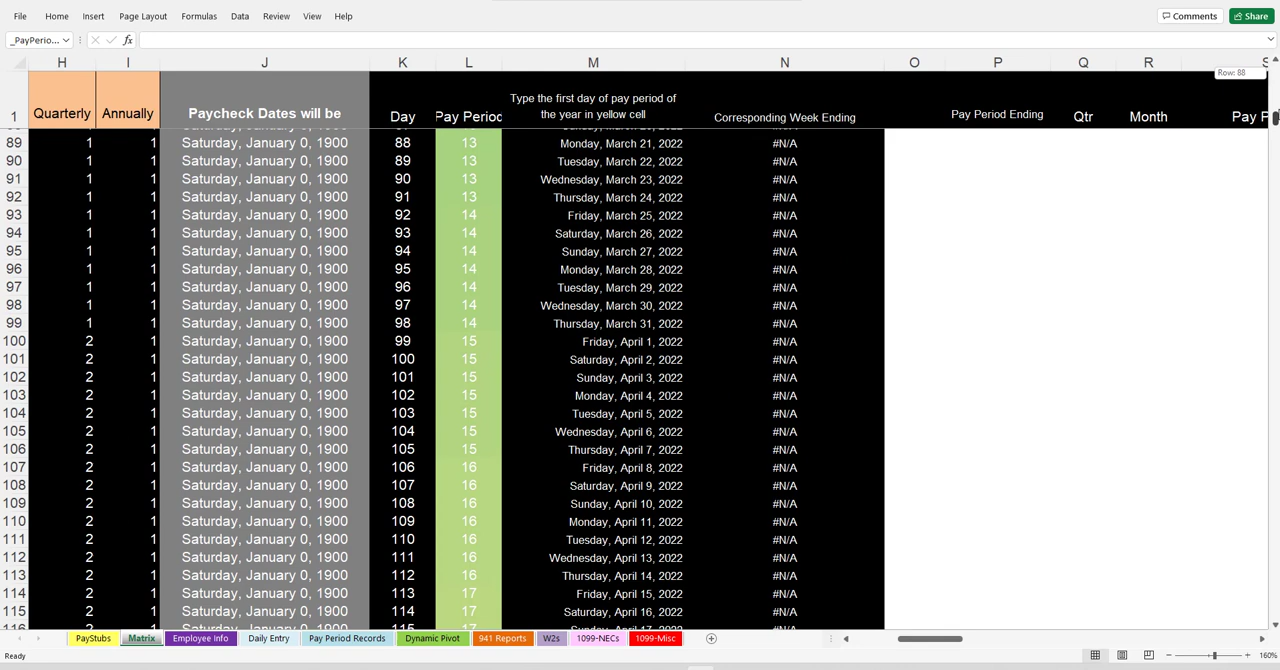 File Home Insert Page Layout Formulas Data Review View Help Comments Share
_PayPerio... fx
H I J K L M N O P Q R S
Row: 88
1 Quarterly Annually Paycheck Dates will be Day Pay Period Type the first day of pay period of the year in yellow cell Corresponding Week Ending Pay Period Ending Qtr Month Pay P
89 1 1 Saturday, January 0, 1900 88 13 Monday, March 21, 2022 #N/A
90 1 1 Saturday, January 0, 1900 89 13 Tuesday, March 22, 2022 #N/A
91 1 1 Saturday, January 0, 1900 90 13 Wednesday, March 23, 2022 #N/A
92 1 1 Saturday, January 0, 1900 91 13 Thursday, March 24, 2022 #N/A
93 1 1 Saturday, January 0, 1900 92 14 Friday, March 25, 2022 #N/A
94 1 1 Saturday, January 0, 1900 93 14 Saturday, March 26, 2022 #N/A
95 1 1 Saturday, January 0, 1900 94 14 Sunday, March 27, 2022 #N/A
96 1 1 Saturday, January 0, 1900 95 14 Monday, March 28, 2022 #N/A
97 1 1 Saturday, January 0, 1900 96 14 Tuesday, March 29, 2022 #N/A
98 1 1 Saturday, January 0, 1900 97 14 Wednesday, March 30, 2022 #N/A
99 1 1 Saturday, January 0, 1900 98 14 Thursday, March 31, 2022 #N/A
100 2 1 Saturday, January 0, 1900 99 15 Friday, April 1, 2022 #N/A
101 2 1 Saturday, January 0, 1900 100 15 Saturday, April 2, 2022 #N/A
102 2 1 Saturday, January 0, 1900 101 15 Sunday, April 3, 2022 #N/A
103 2 1 Saturday, January 0, 1900 102 15 Monday, April 4, 2022 #N/A
104 2 1 Saturday, January 0, 1900 103 15 Tuesday, April 5, 2022 #N/A
105 2 1 Saturday, January 0, 1900 104 15 Wednesday, April 6, 2022 #N/A
106 2 1 Saturday, January 0, 1900 105 15 Thursday, April 7, 2022 #N/A
107 2 1 Saturday, January 0, 1900 106 16 Friday, April 8, 2022 #N/A
108 2 1 Saturday, January 0, 1900 107 16 Saturday, April 9, 2022 #N/A
109 2 1 Saturday, January 0, 1900 108 16 Sunday, April 10, 2022 #N/A
110 2 1 Saturday, January 0, 1900 109 16 Monday, April 11, 2022 #N/A
111 2 1 Saturday, January 0, 1900 110 16 Tuesday, April 12, 2022 #N/A
112 2 1 Saturday, January 0, 1900 111 16 Wednesday, April 13, 2022 #N/A
113 2 1 Saturday, January 0, 1900 112 16 Thursday, April 14, 2022 #N/A
114 2 1 Saturday, January 0, 1900 113 17 Friday, April 15, 2022 #N/A
115 2 1 Saturday, January 0, 1900 114 17 Saturday, April 16, 2022 #N/A
PayStubs Matrix Employee Info Daily Entry Pay Period Records Dynamic Pivot 941 Reports W2s 1099-NECs 1099-Misc
Ready 160%